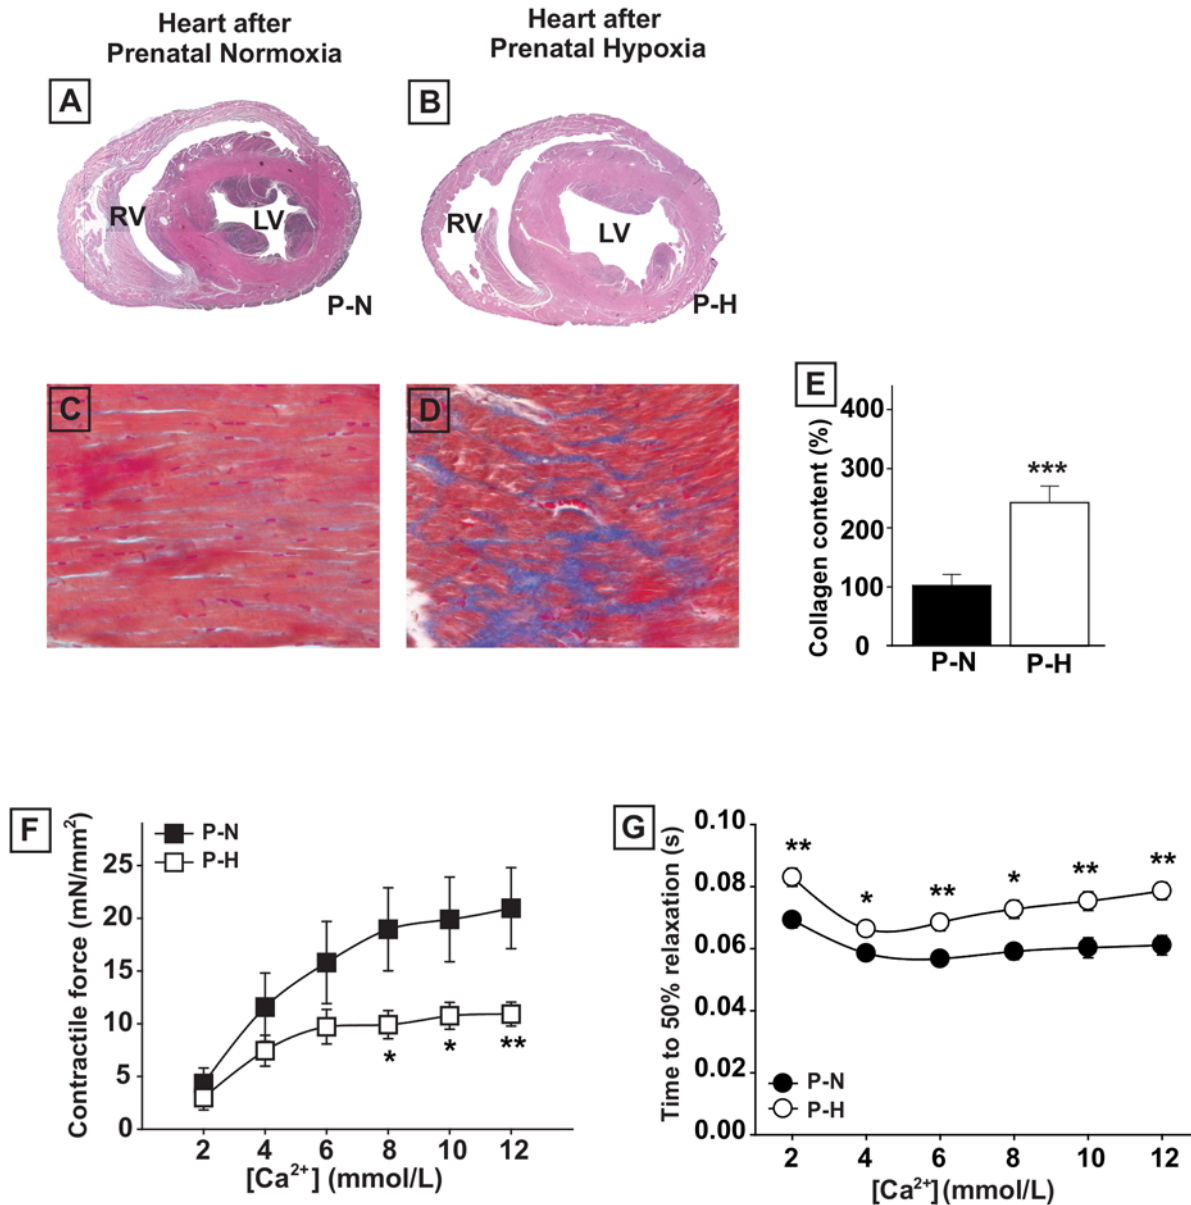 Heart after
Prenatal Normoxia
Heart after
Prenatal Hypoxia
A
RV
LV
P-N
B
RV
LV
P-H
C
D
E
Collagen content (%)
400
300
200
100
0
***
P-N
P-H
F
Contractile force (mN/mm²)
P-N
P-H
25
20
15
10
5
0
*
*
**
2 4 6 8 10 12
[Ca²⁺] (mmol/L)
G
Time to 50% relaxation (s)
0.10
0.08
0.06
0.04
0.02
0.00
**
*
**
*
**
**
P-N
P-H
2 4 6 8 10 12
[Ca²⁺] (mmol/L)